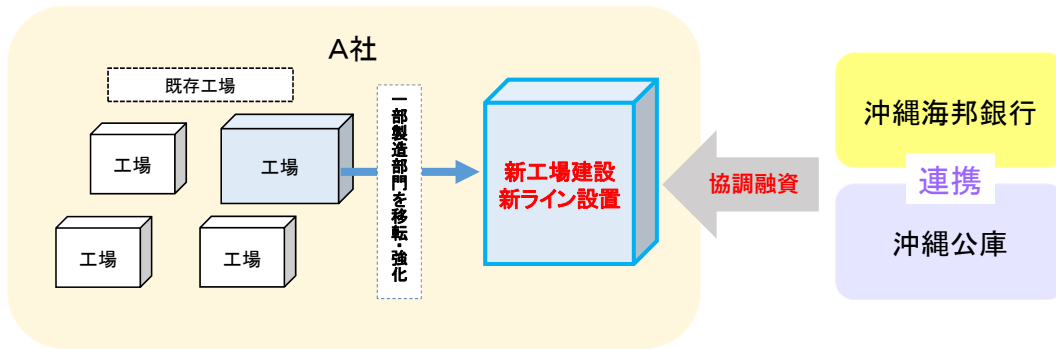 A社
既存工場
工場
工場
工場
工場
一部製造部門を移転・強化
新工場建設
新ライン設置
協調融資
沖縄海邦銀行
連携
沖縄公庫